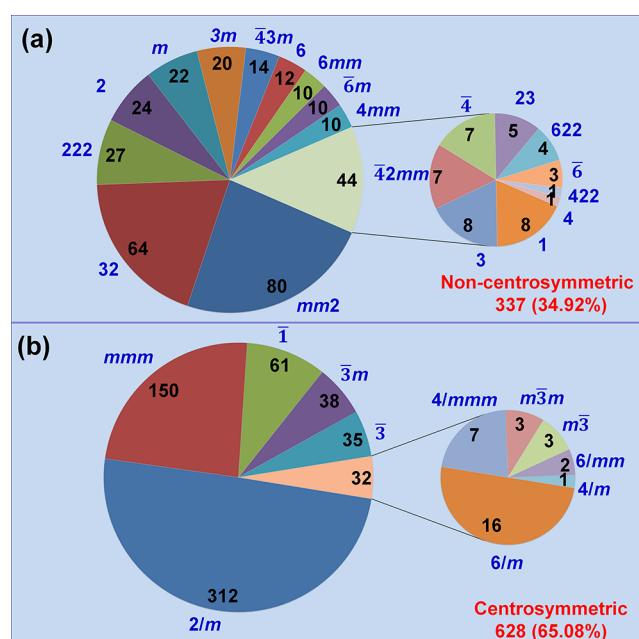 (a)
3m
4̅3m
6
m
6mm
6̅m
4mm
2
222
32
mm2
20
14
12
22
10
10
10
24
27
44
64
80
4̅
23
622
6̅
422
4
1
3
4̅2mm
7
5
4
3
1
1
7
8
8
Non-centrosymmetric
337 (34.92%)
(b)
1̅
mmm
3̅m
3̅
2/m
61
150
38
35
32
312
4/mmm
m3̅m
m3̅
6/mm
4/m
6/m
7
3
3
2
1
16
Centrosymmetric
628 (65.08%)